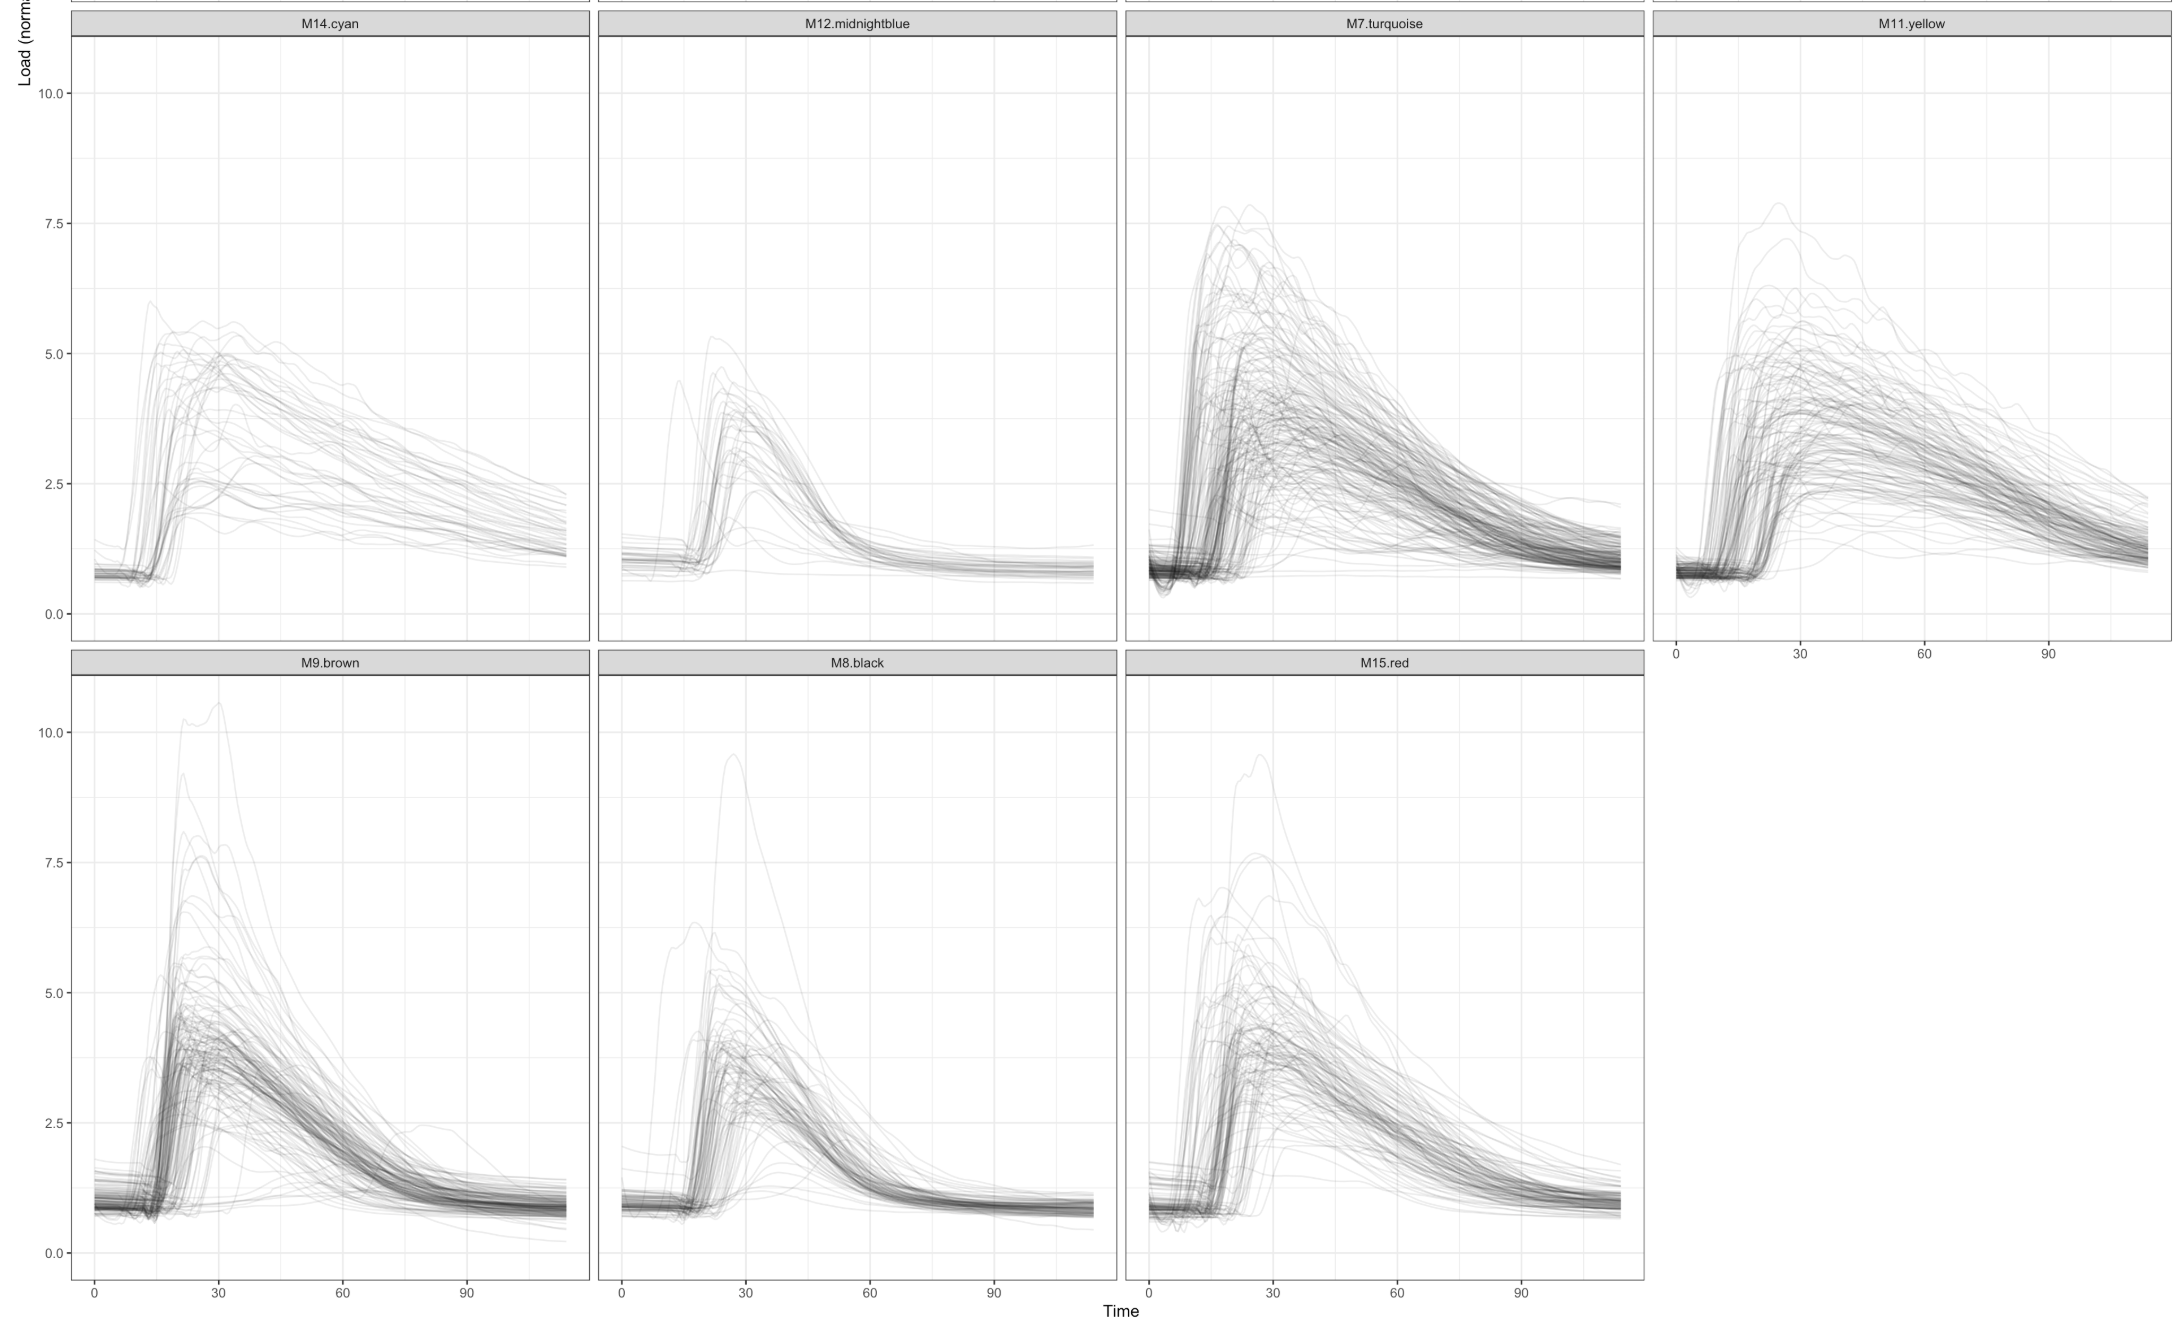 Load (norma
M14.cyan
M12.midnightblue
M7.turquoise
M11.yellow
10.0
7.5
5.0
2.5
0.0
0 30 60 90
M9.brown
M8.black
M15.red
10.0
7.5
5.0
2.5
0.0
0 30 60 90
0 30 60 90
0 30 60 90
Time